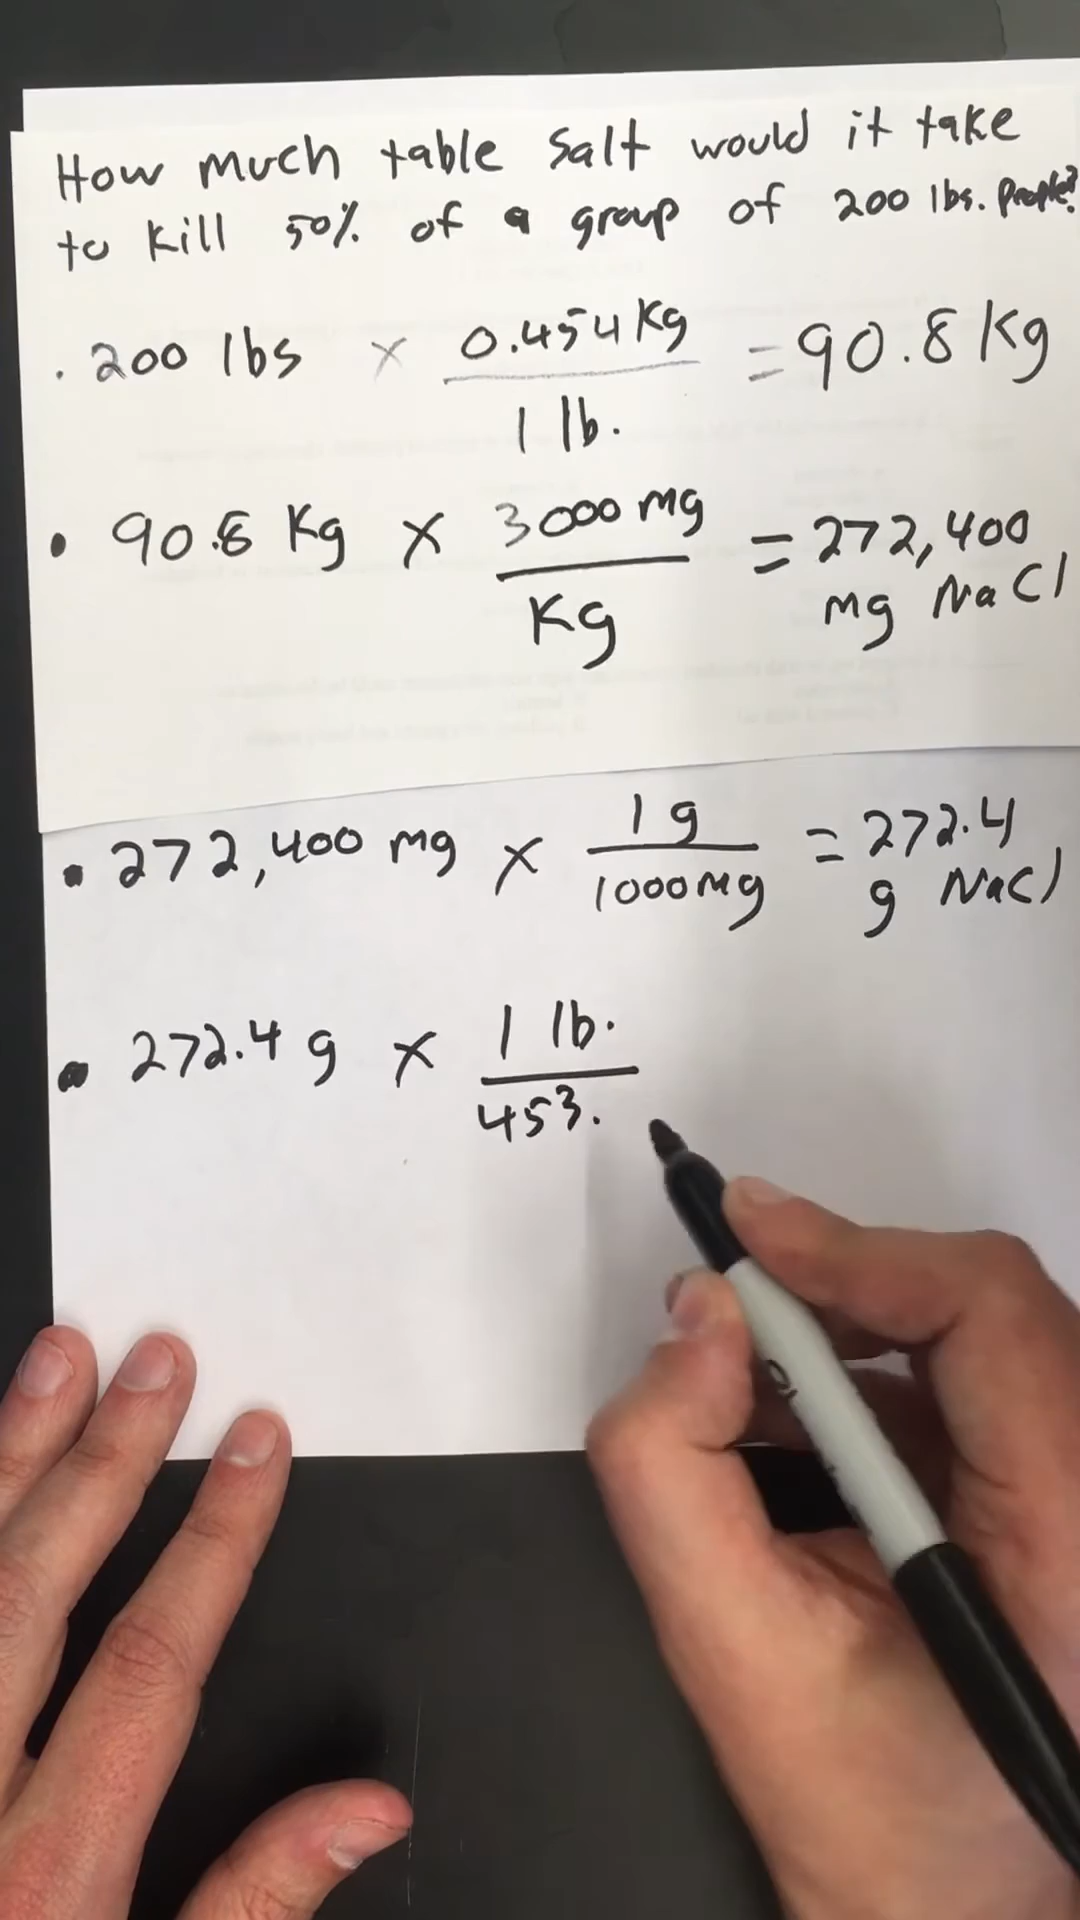 How much table salt would it take
to kill 50% of a group of 200 lbs. people?
. 200 lbs x 0.454 Kg = 90.8 Kg
1 lb.
• 90.8 Kg x 3000 mg = 272,400
Kg mg NaCl
• 272,400 mg x 1 g = 272.4
1000 mg g NaCl
• 272.4 g x 1 lb.
453.